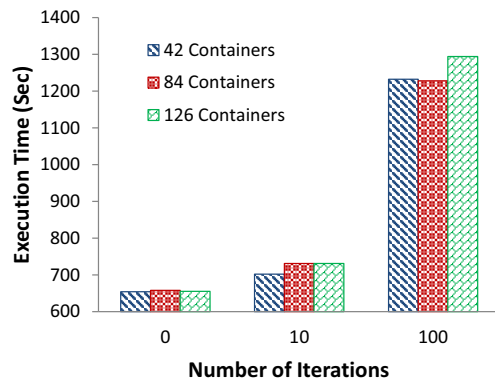 1400
1300
1200
1100
1000
900
800
700
600
Execution Time (Sec)
42 Containers
84 Containers
126 Containers
0 10 100
Number of Iterations